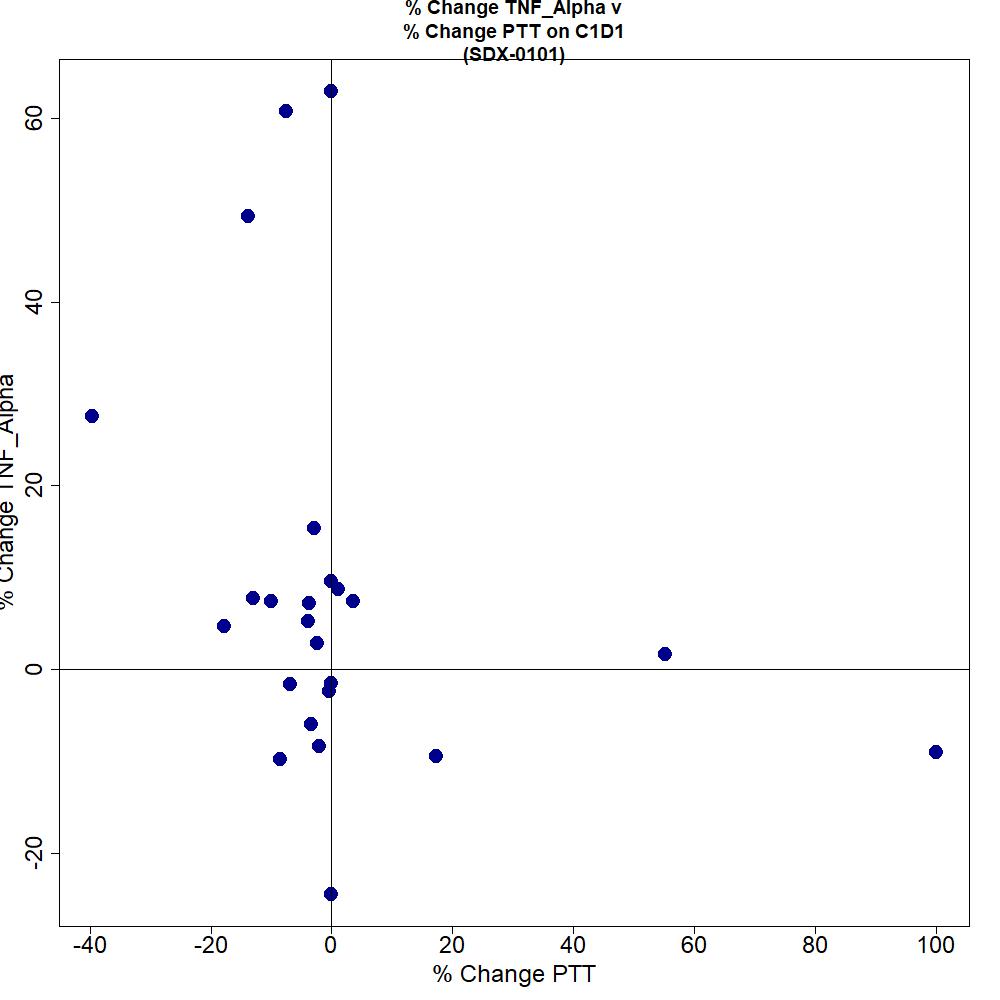 % Change TNF_Alpha v
% Change PTT on C1D1
(SDX-0101)
% Change TNF_Alpha
60
40
20
0
-20
-40
-20
0
20
40
60
80
100
% Change PTT